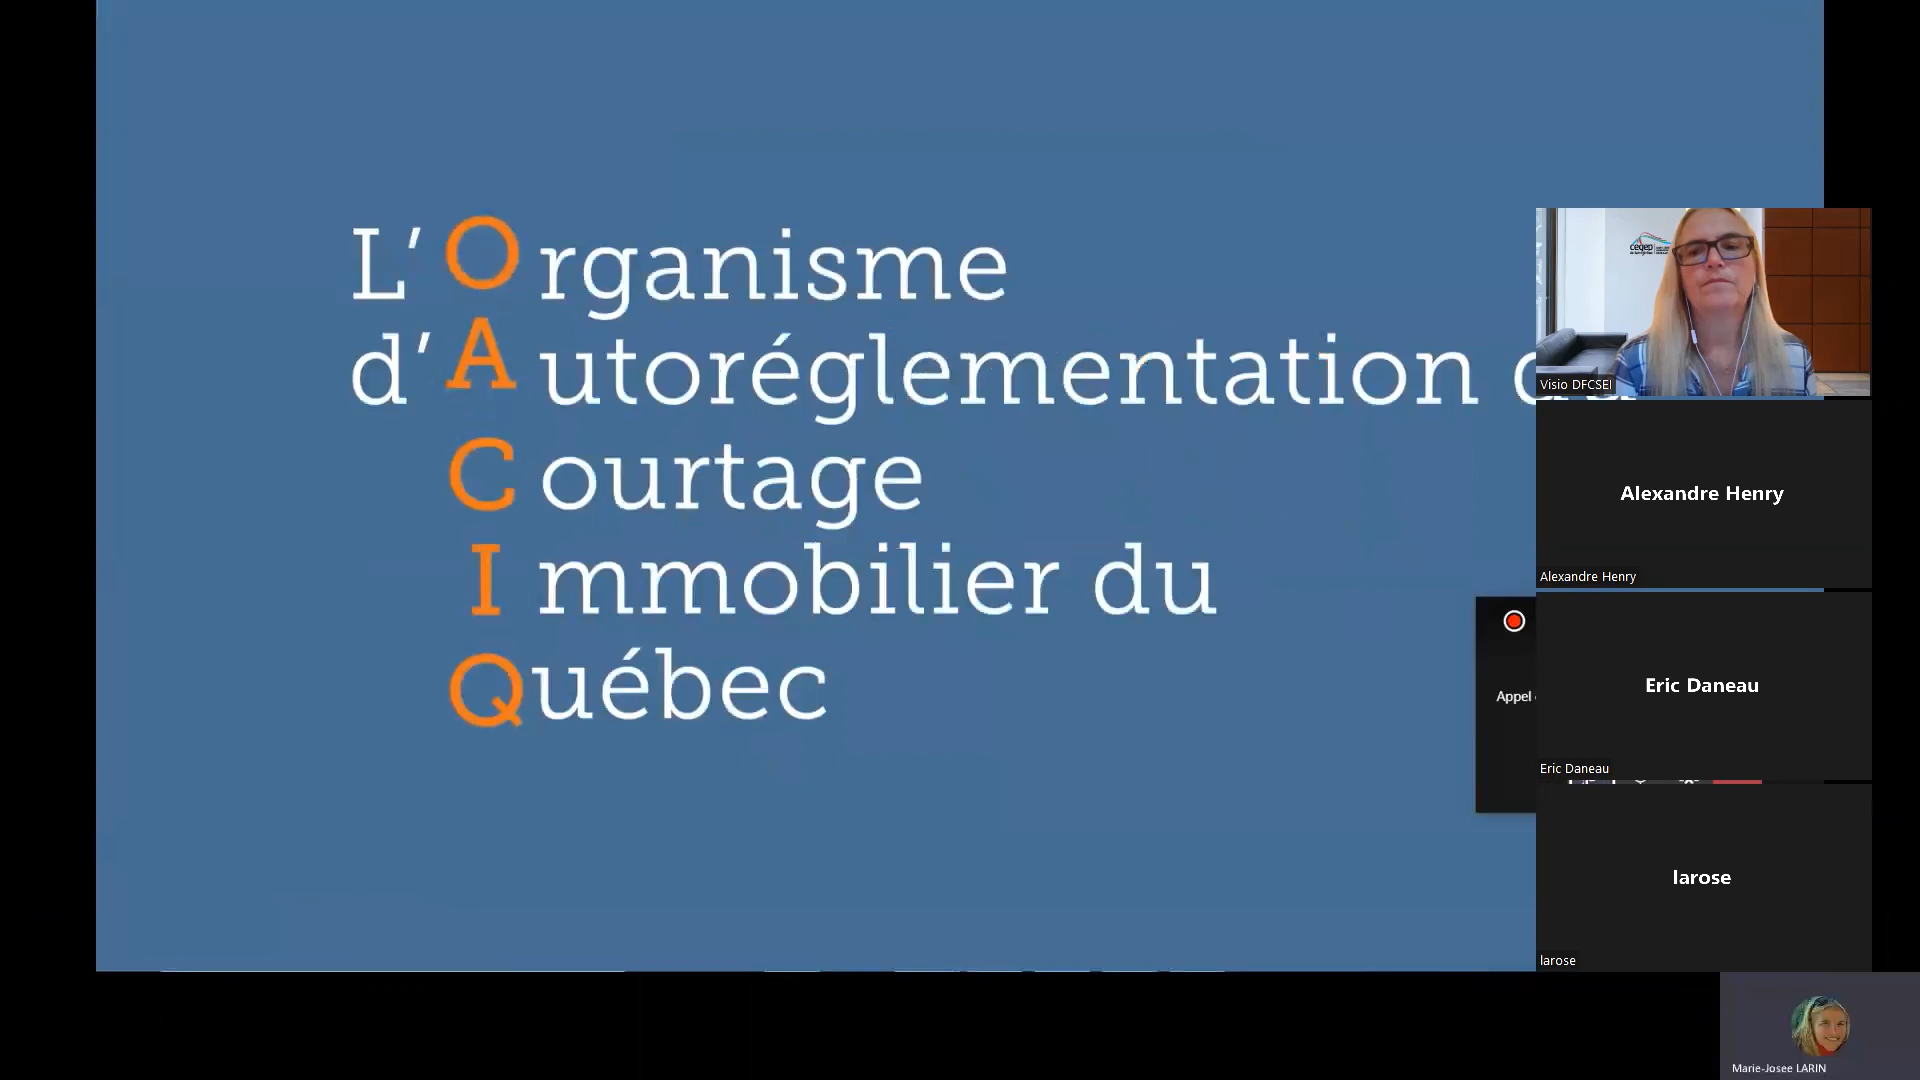 L'Organisme
d'Autoréglementation
Courtage
Immobilier du
Québec
cegep
Visio DFCSEI
Alexandre Henry
Alexandre Henry
Eric Daneau
Appel
Eric Daneau
larose
larose
Marie-Josee LARIN